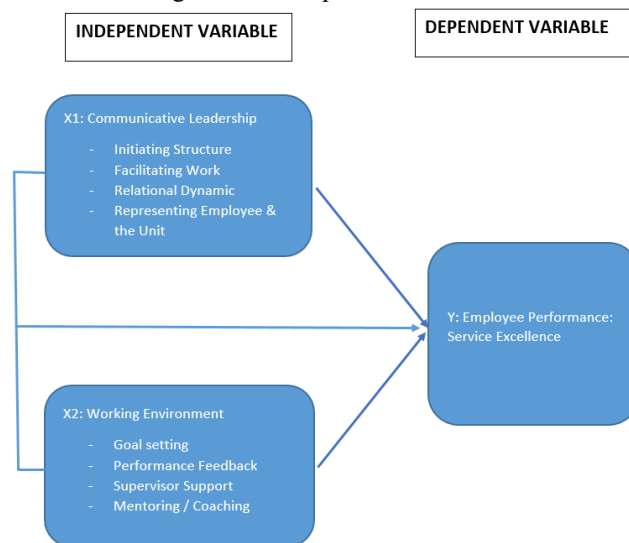 INDEPENDENT VARIABLE
DEPENDENT VARIABLE
X1: Communicative Leadership
- Initiating Structure
- Facilitating Work
- Relational Dynamic
- Representing Employee &
the Unit
Y: Employee Performance:
Service Excellence
X2: Working Environment
- Goal setting
- Performance Feedback
- Supervisor Support
- Mentoring / Coaching